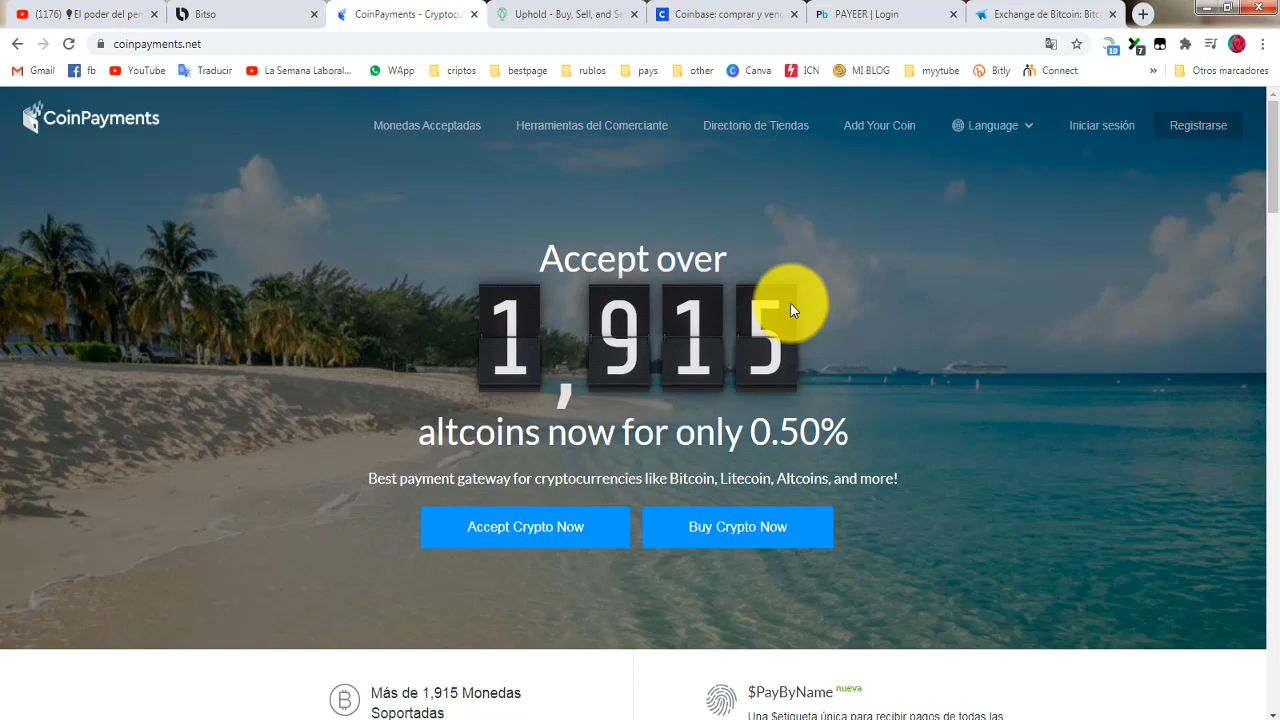 (1176) El poder del pen
Bitso
CoinPayments - Cryptocu
Uphold | Buy, Sell, and Se
Coinbase comprar y vend
PAYEER | Login
Exchange de Bitcoin: Bitc
coinpayments.net
10
7
Gmail
fb
YouTube
Traducir
La Semana Laboral...
WApp
criptos
bestpage
rublos
pays
other
Canva
ICN
MI BLOG
myytube
Bitly
Connect
»
Otros marcadores
CoinPayments
Monedas Acceptadas
Herramientas del Comerciante
Directorio de Tiendas
Add Your Coin
Language
Iniciar sesión
Registrarse
Accept over
1,915
altcoins now for only 0.50%
Best payment gateway for cryptocurrencies like Bitcoin, Litecoin, Altcoins, and more!
Accept Crypto Now
Buy Crypto Now
Más de 1,915 Monedas
Soportadas
$PayByName nueva
Una $etiqueta única para recibir pagos de todas las